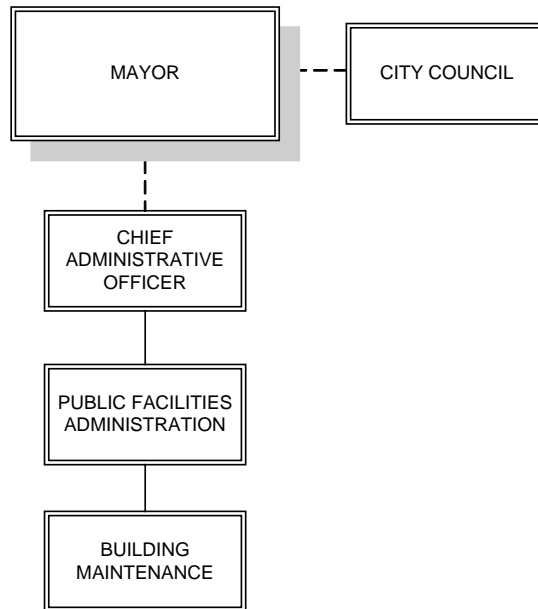 MAYOR
CITY COUNCIL
CHIEF
ADMINISTRATIVE
OFFICER
PUBLIC FACILITIES
ADMINISTRATION
BUILDING
MAINTENANCE